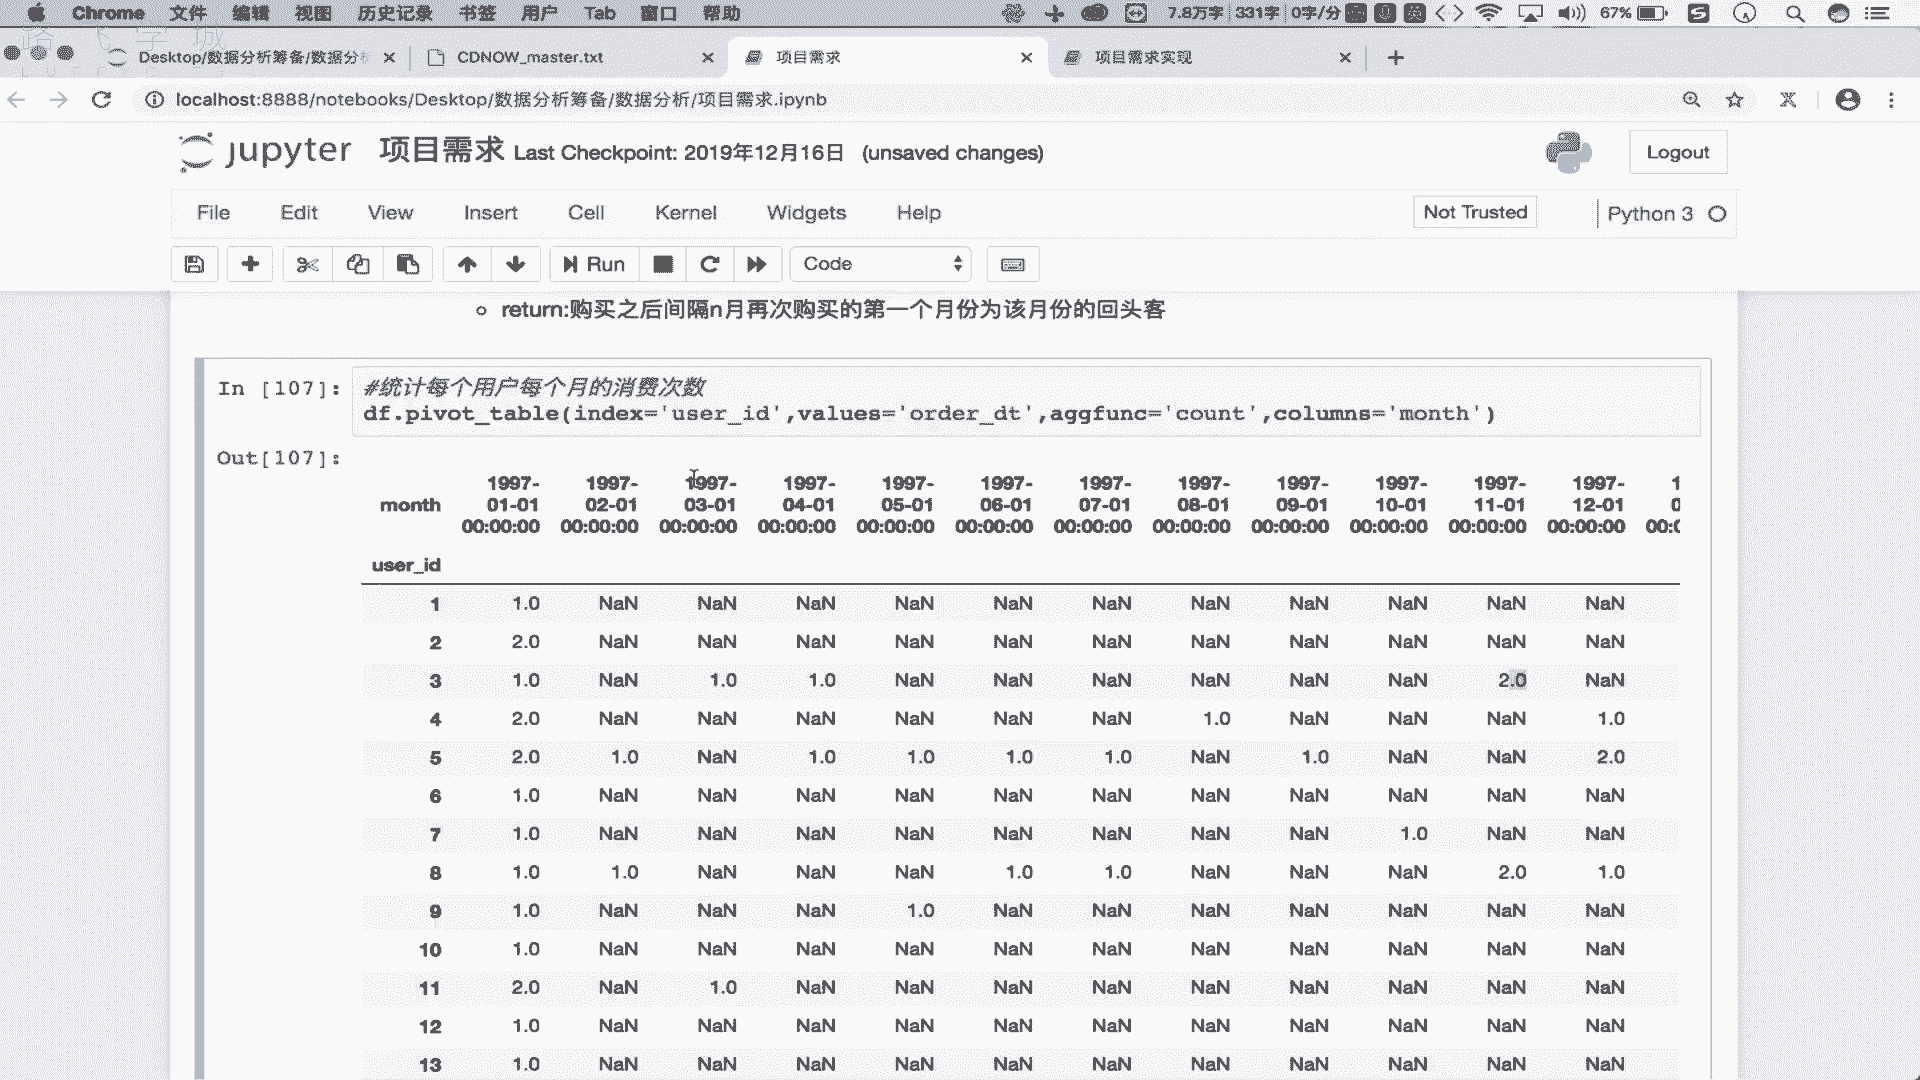 Chrome 文件 编辑 视图 历史记录 书签 用户 Tab 窗口 帮助 7.8万字 331字 0字/分 英 67%
Desktop/数据分析筹备/数据分析 CDNOW_master.txt 项目需求 项目需求实现
localhost:8888/notebooks/Desktop/数据分析筹备/数据分析/项目需求.ipynb
jupyter 项目需求 Last Checkpoint: 2019年12月16日 (unsaved changes) Logout
File Edit View Insert Cell Kernel Widgets Help Not Trusted Python 3
Run Code
return:购买之后间隔n月再次购买的第一个月份为该月份的回头客
In [107]: #统计每个用户每个月的消费次数
df.pivot_table(index='user_id',values='order_dt',aggfunc='count',columns='month')
Out[107]:
1997- 1997- 1997- 1997- 1997- 1997- 1997- 1997- 1997- 1997- 1997- 1997- 1
month 01-01 02-01 03-01 04-01 05-01 06-01 07-01 08-01 09-01 10-01 11-01 12-01 0
00:00:00 00:00:00 00:00:00 00:00:00 00:00:00 00:00:00 00:00:00 00:00:00 00:00:00 00:00:00 00:00:00 00:00:00 00:0
user_id
1 1.0 NaN NaN NaN NaN NaN NaN NaN NaN NaN NaN NaN
2 2.0 NaN NaN NaN NaN NaN NaN NaN NaN NaN NaN NaN
3 1.0 NaN 1.0 1.0 NaN NaN NaN NaN NaN NaN 2.0 NaN
4 2.0 NaN NaN NaN NaN NaN NaN 1.0 NaN NaN NaN 1.0
5 2.0 1.0 NaN 1.0 1.0 1.0 1.0 NaN 1.0 NaN NaN 2.0
6 1.0 NaN NaN NaN NaN NaN NaN NaN NaN NaN NaN NaN
7 1.0 NaN NaN NaN NaN NaN NaN NaN NaN 1.0 NaN NaN
8 1.0 1.0 NaN NaN NaN 1.0 1.0 NaN NaN NaN 2.0 1.0
9 1.0 NaN NaN NaN 1.0 NaN NaN NaN NaN NaN NaN NaN
10 1.0 NaN NaN NaN NaN NaN NaN NaN NaN NaN NaN NaN
11 2.0 NaN 1.0 NaN NaN NaN NaN NaN NaN NaN NaN NaN
12 1.0 NaN NaN NaN NaN NaN NaN NaN NaN NaN NaN NaN
13 1.0 NaN NaN NaN NaN NaN NaN NaN NaN NaN NaN NaN